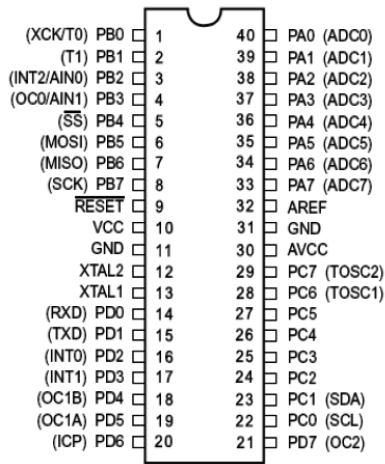 (XCK/T0) PB0 1 40 PA0 (ADC0)
(T1) PB1 2 39 PA1 (ADC1)
(INT2/AIN0) PB2 3 38 PA2 (ADC2)
(OC0/AIN1) PB3 4 37 PA3 (ADC3)
(S̅S̅) PB4 5 36 PA4 (ADC4)
(MOSI) PB5 6 35 PA5 (ADC5)
(MISO) PB6 7 34 PA6 (ADC6)
(SCK) PB7 8 33 PA7 (ADC7)
R̅E̅S̅E̅T̅ 9 32 AREF
VCC 10 31 GND
GND 11 30 AVCC
XTAL2 12 29 PC7 (TOSC2)
XTAL1 13 28 PC6 (TOSC1)
(RXD) PD0 14 27 PC5
(TXD) PD1 15 26 PC4
(INT0) PD2 16 25 PC3
(INT1) PD3 17 24 PC2
(OC1B) PD4 18 23 PC1 (SDA)
(OC1A) PD5 19 22 PC0 (SCL)
(ICP) PD6 20 21 PD7 (OC2)